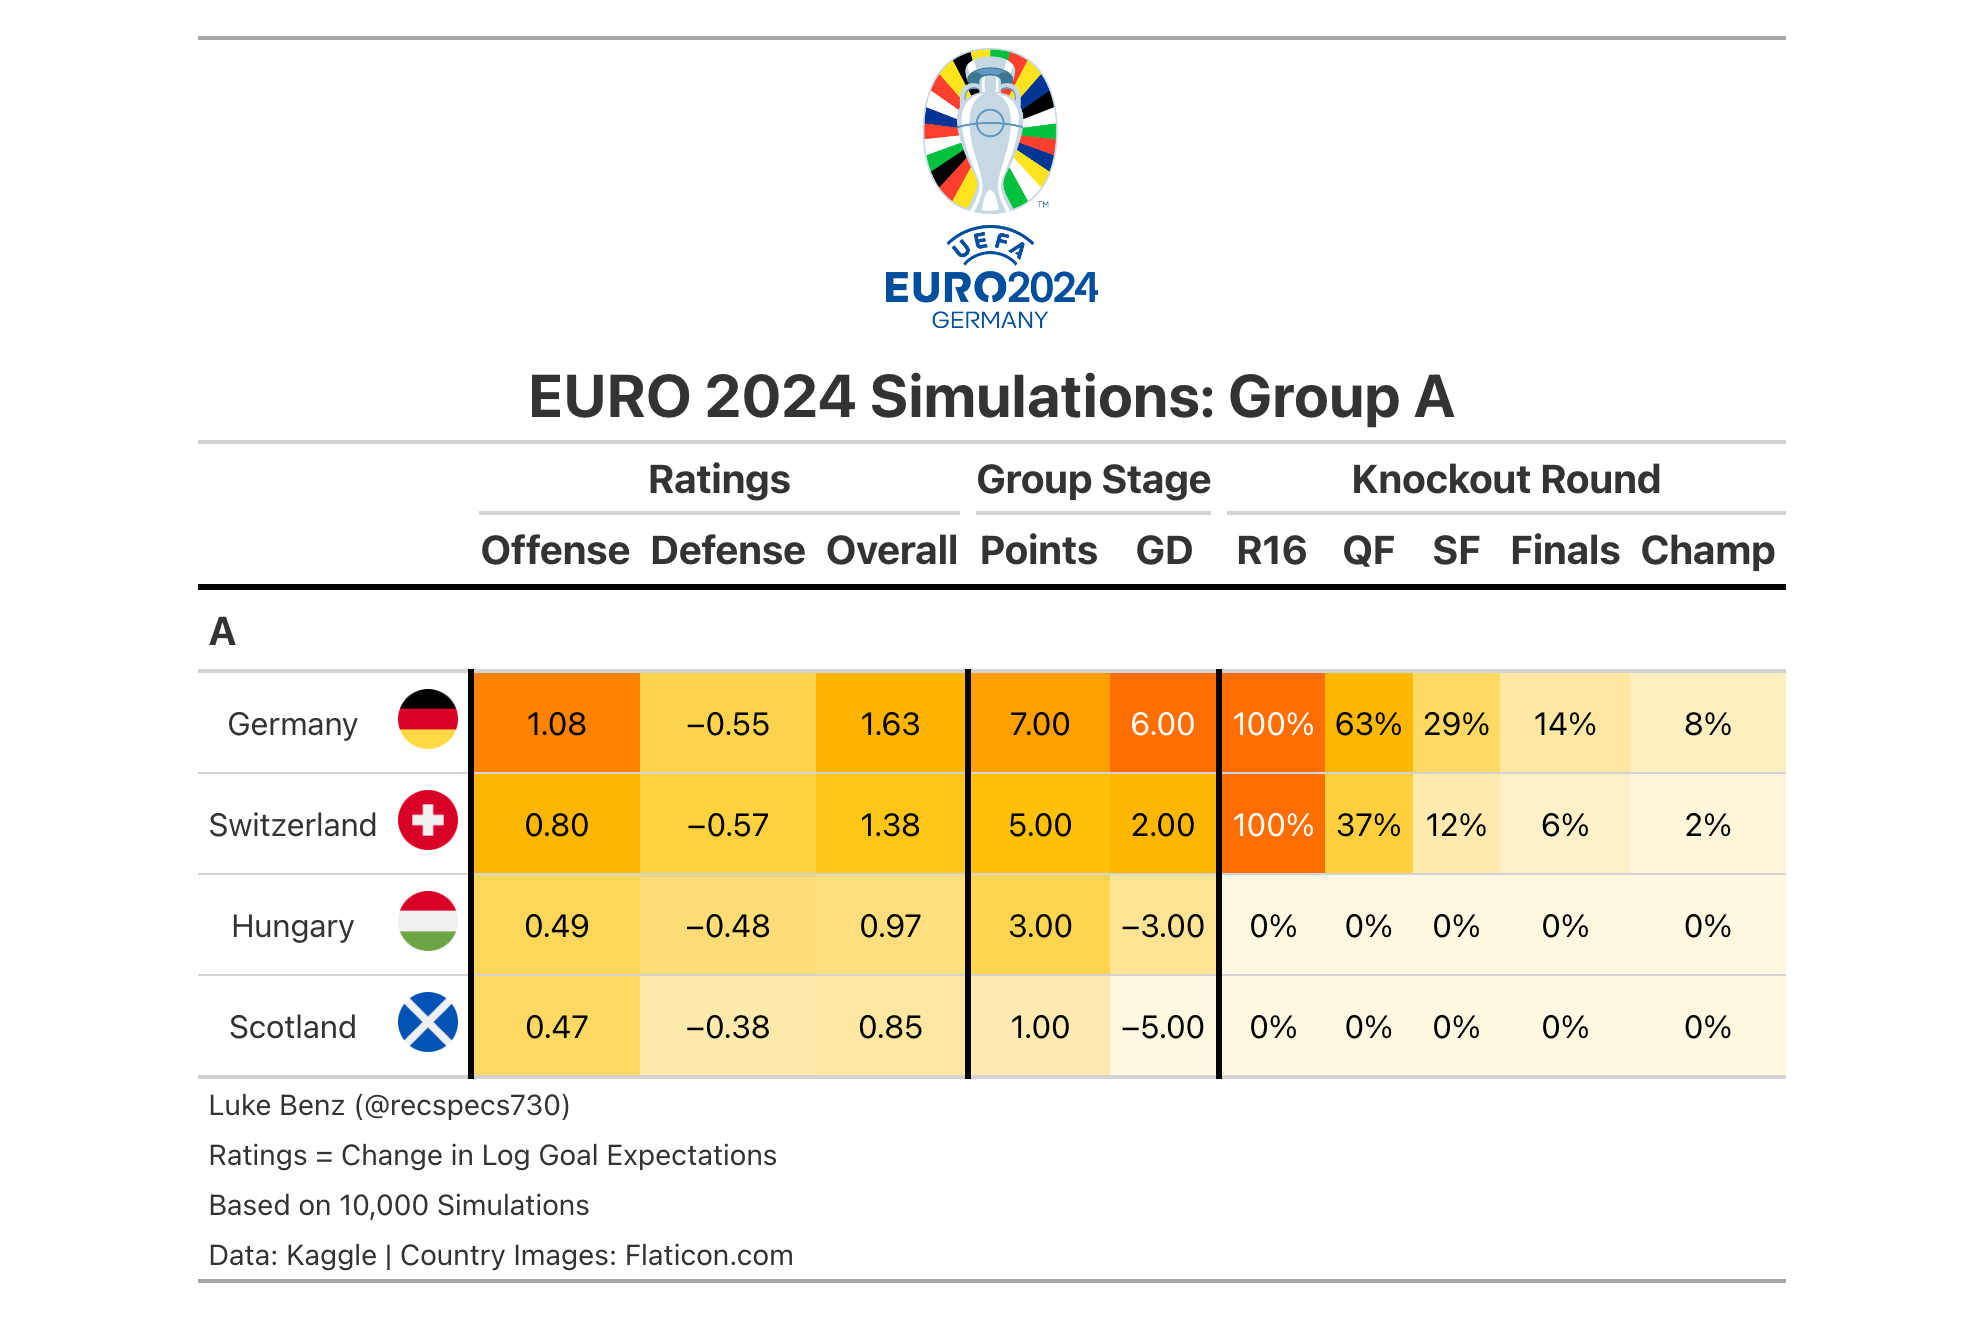 TM
UEFA
EURO2024
GERMANY
EURO 2024 Simulations: Group A
Ratings Group Stage Knockout Round
Offense Defense Overall Points GD R16 QF SF Finals Champ
A
Germany 1.08 −0.55 1.63 7.00 6.00 100% 63% 29% 14% 8%
Switzerland 0.80 −0.57 1.38 5.00 2.00 100% 37% 12% 6% 2%
Hungary 0.49 −0.48 0.97 3.00 −3.00 0% 0% 0% 0% 0%
Scotland 0.47 −0.38 0.85 1.00 −5.00 0% 0% 0% 0% 0%
Luke Benz (@recspecs730)
Ratings = Change in Log Goal Expectations
Based on 10,000 Simulations
Data: Kaggle | Country Images: Flaticon.com